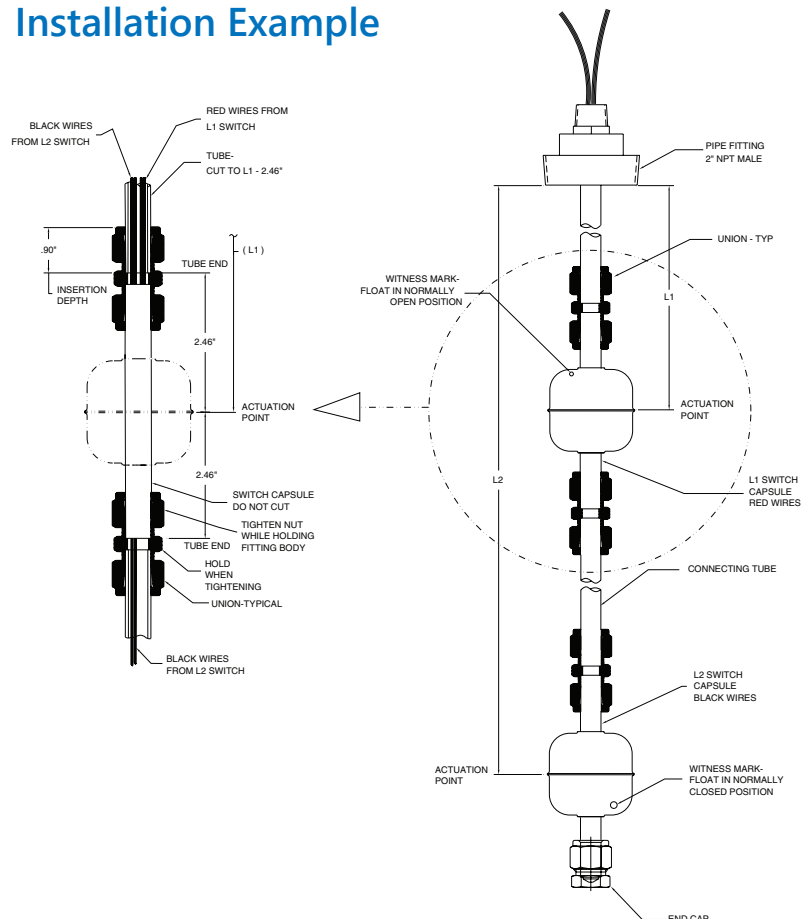 Installation Example
BLACK WIRES
FROM L2 SWITCH
RED WIRES FROM
L1 SWITCH
TUBE-
CUT TO L1 - 2.46"
.90"
INSERTION
DEPTH
TUBE END
( L1 )
2.46"
ACTUATION
POINT
2.46"
SWITCH CAPSULE
DO NOT CUT
TIGHTEN NUT
WHILE HOLDING
FITTING BODY
TUBE END
HOLD
WHEN
TIGHTENING
UNION-TYPICAL
BLACK WIRES
FROM L2 SWITCH
PIPE FITTING
2" NPT MALE
UNION - TYP
WITNESS MARK-
FLOAT IN NORMALLY
OPEN POSITION
L1
ACTUATION
POINT
L2
L1 SWITCH
CAPSULE
RED WIRES
CONNECTING TUBE
L2 SWITCH
CAPSULE
BLACK WIRES
ACTUATION
POINT
WITNESS MARK-
FLOAT IN NORMALLY
CLOSED POSITION
END CAP